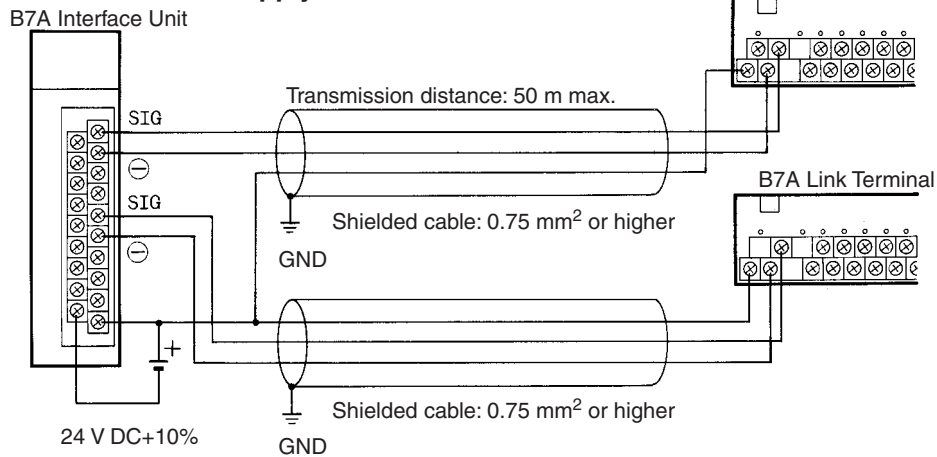 B7A Interface Unit
Transmission distance: 50 m max.
SIG
⊖
Shielded cable: 0.75 mm² or higher
B7A Link Terminal
SIG
⊖
GND
+
Shielded cable: 0.75 mm² or higher
24 V DC+10%
GND